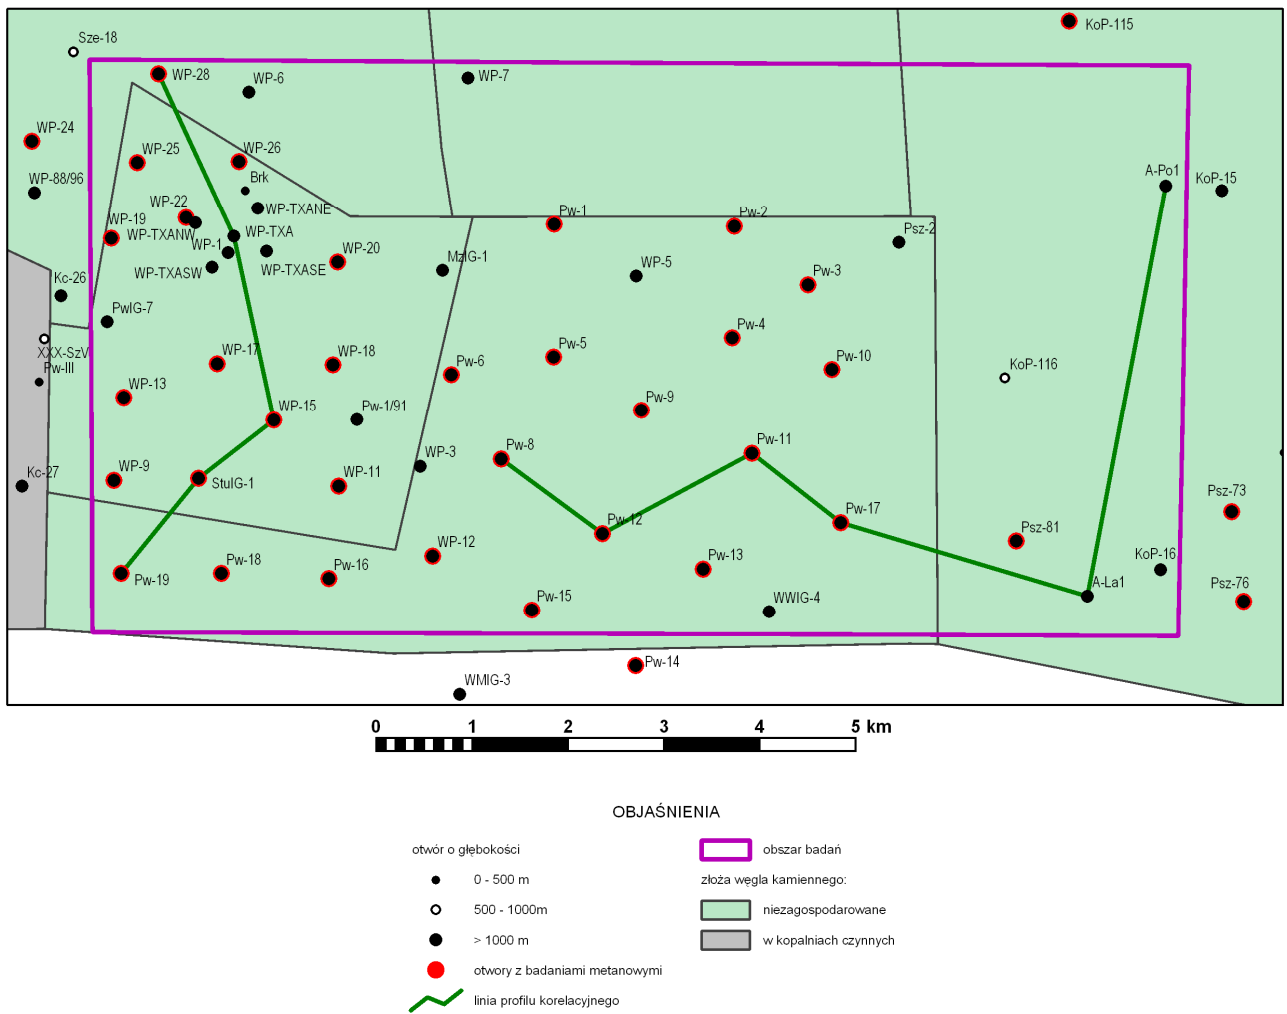 Sze-18
KoP-115
WP-28
WP-6
WP-7
WP-24
WP-25
WP-26
WP-88/96
Brk
A-Po1
KoP-15
WP-22
WP-TXANE
WP-19
WP-TXANW
WP-TXA
WP-1
Pw-1
Pw-2
Psz-2
WP-20
MzIG-1
WP-5
Pw-3
WP-TXASW
WP-TXASE
Kc-26
PwIG-7
Pw-4
XXX-SzV
WP-17
WP-18
Pw-5
Pw-6
Pw-10
KoP-116
Pw-III
WP-13
WP-15
Pw-1/91
Pw-9
Pw-8
Pw-11
WP-3
Kc-27
WP-9
StuIG-1
WP-11
Psz-73
Pw-12
Pw-17
Psz-81
WP-12
KoP-16
Pw-19
Pw-18
Pw-16
Pw-13
A-La1
Psz-76
Pw-15
WWIG-4
Pw-14
WMIG-3
0 1 2 3 4 5 km
OBJAŚNIENIA
otwór o głębokości
0 - 500 m
500 - 1000m
> 1000 m
otwory z badaniami metanowymi
linia profilu korelacyjnego
obszar badań
złoża węgla kamiennego:
niezagospodarowane
w kopalniach czynnych